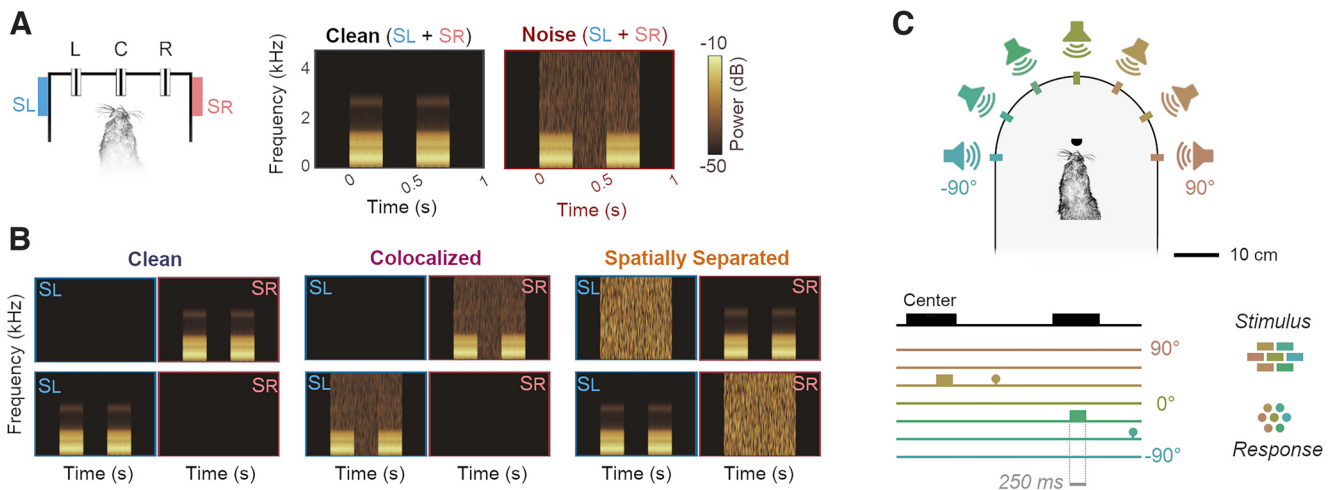 A
L C R
SL
SR
Clean (SL + SR)
Noise (SL + SR)
Frequency (kHz)
4
2
0
0
0.5
1
Time (s)
0
0.5
1
Time (s)
-10
Power (dB)
-50
B
Clean
Colocalized
Spatially Separated
Frequency (kHz)
SL SR
SL SR
SL SR
SL SR
SL SR
SL SR
Time (s) Time (s)
Time (s) Time (s)
Time (s) Time (s)
C
-90°
90°
10 cm
Center
90°
0°
-90°
250 ms
Stimulus
Response